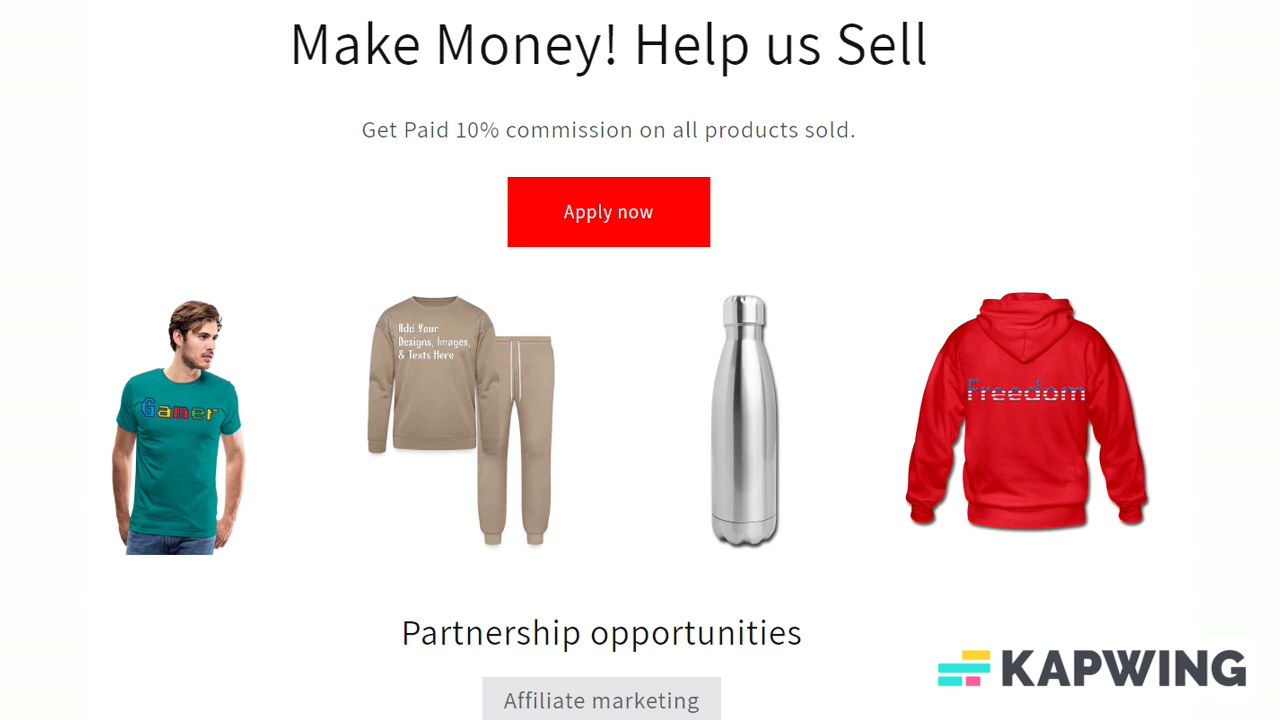 Make Money! Help us Sell
Get Paid 10% commission on all products sold.
Apply now
Gamer
Add Your
Designs, Images,
& Texts Here
Freedom
Partnership opportunities
KAPWING
Affiliate marketing